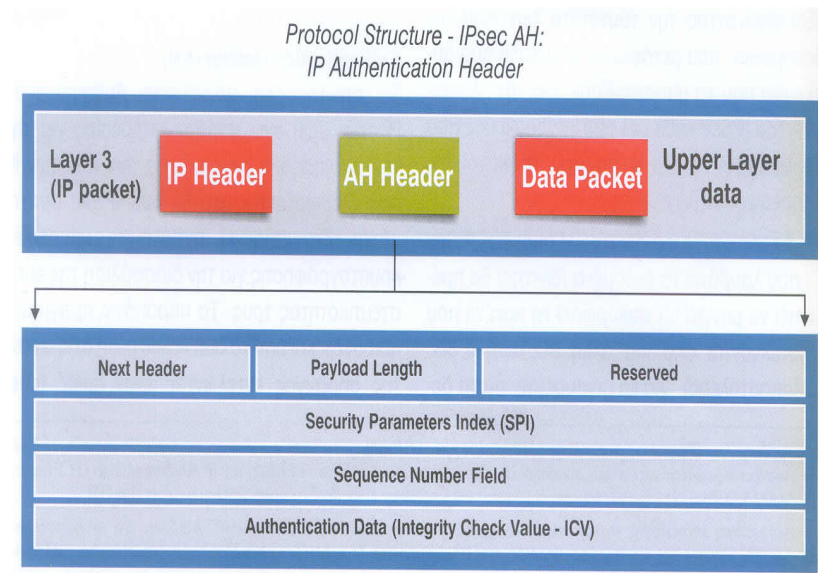 Protocol Structure - IPsec AH:
IP Authentication Header
Layer 3
(IP packet)
IP Header
AH Header
Data Packet
Upper Layer
data
Next Header
Payload Length
Reserved
Security Parameters Index (SPI)
Sequence Number Field
Authentication Data (Integrity Check Value - ICV)